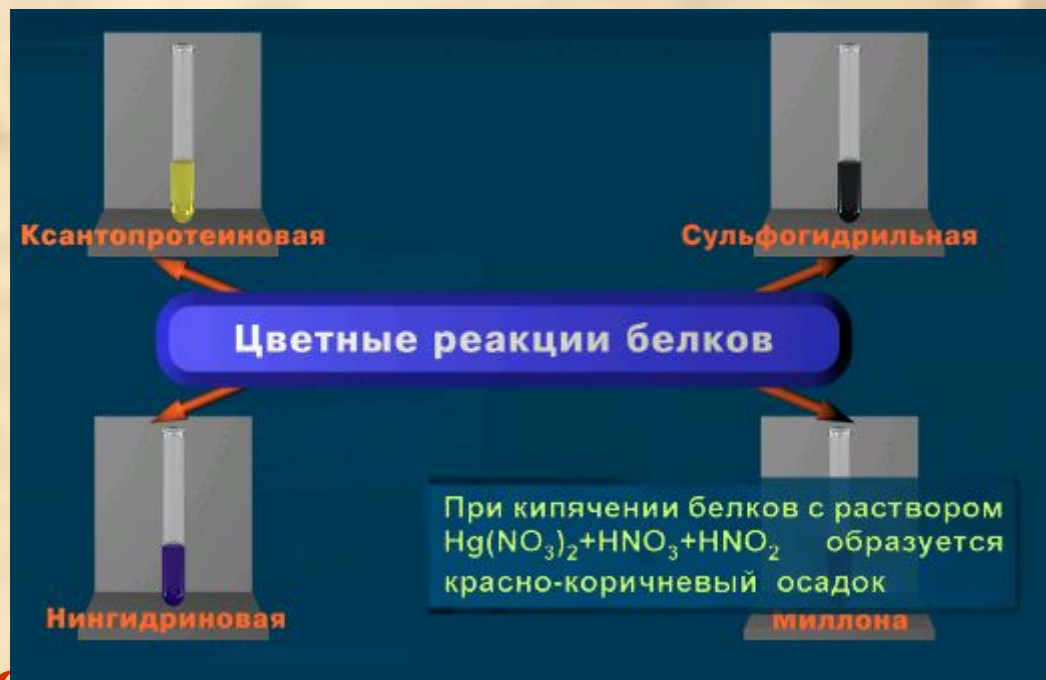 Ксантопротеиновая
Сульфогидрильная
Цветные реакции белков
При кипячении белков с раствором
Hg(NO₃)₂+HNO₃+HNO₂ образуется
красно-коричневый осадок
Нингидриновая
Миллона